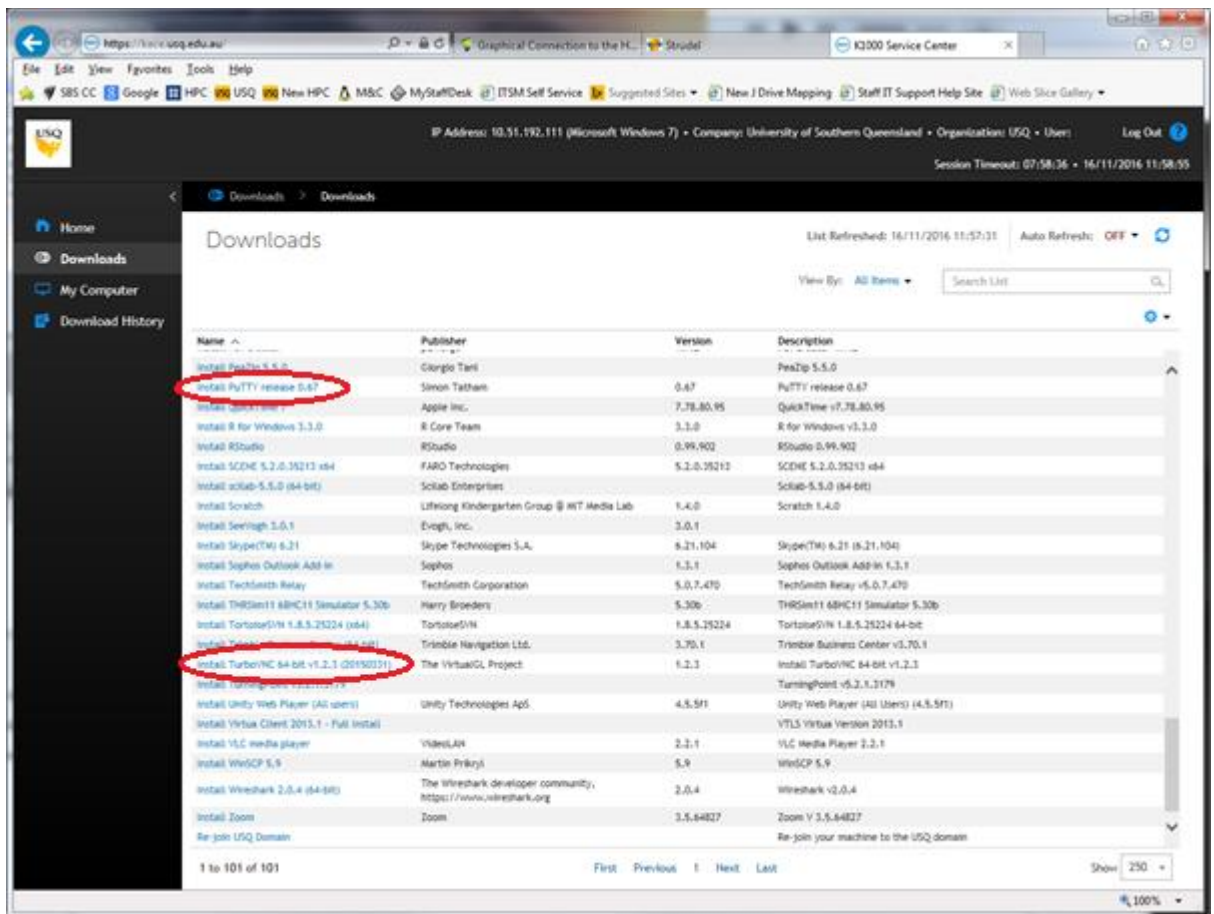 https://kace.usq.edu.au
Graphical Connection to the H...
Strudel
K1000 Service Center
File Edit View Favorites Tools Help
SBS CC Google HPC USQ New HPC M&C MyStaffDesk ITSM Self Service Suggested Sites New J Drive Mapping Staff IT Support Help Site Web Slice Gallery
USQ
IP Address: 10.51.192.111 (Microsoft Windows 7) • Company: University of Southern Queensland • Organization: USQ • User: Log Out
Session Timeout: 07:58:36 • 16/11/2016 11:58:55
Downloads > Downloads
Home
Downloads
My Computer
Download History
Downloads
List Refreshed: 16/11/2016 11:57:31 Auto Refresh: OFF
View By: All Items Search List
Name Publisher Version Description
Install PeaZip 5.5.0 Giorgio Tani PeaZip 5.5.0
Install PuTTY release 0.67 Simon Tatham 0.67 PuTTY release 0.67
Install QuickTime 7 Apple Inc. 7.78.80.95 QuickTime v7.78.80.95
Install R for Windows 3.3.0 R Core Team 3.3.0 R for Windows v3.3.0
Install RStudio RStudio 0.99.902 RStudio 0.99.902
Install SCENE 5.2.0.35213 x64 FARO Technologies 5.2.0.35213 SCENE 5.2.0.35213 x64
Install scilab-5.5.0 (64-bit) Scilab Enterprises Scilab-5.5.0 (64-bit)
Install Scratch Lifelong Kindergarten Group @ MIT Media Lab 1.4.0 Scratch 1.4.0
Install SeeVogh 3.0.1 Evogh, Inc. 3.0.1
Install Skype(TM) 6.21 Skype Technologies S.A. 6.21.104 Skype(TM) 6.21 (6.21.104)
Install Sophos Outlook Add-in Sophos 1.3.1 Sophos Outlook Add-in 1.3.1
Install TechSmith Relay TechSmith Corporation 5.0.7.470 TechSmith Relay v5.0.7.470
Install THRSim11 68HC11 Simulator 5.30b Harry Broeders 5.30b THRSim11 68HC11 Simulator 5.30b
Install TortoiseSVN 1.8.5.25224 (x64) TortoiseSVN 1.8.5.25224 TortoiseSVN 1.8.5.25224 64-bit
Install Trimble Business Center (64-bit) Trimble Navigation Ltd. 3.70.1 Trimble Business Center v3.70.1
Install TurboVNC 64-bit v1.2.3 (20150331) The VirtualGL Project 1.2.3 Install TurboVNC 64-bit v1.2.3
Install TurningPoint v5.2.1.3179 TurningPoint v5.2.1.3179
Install Unity Web Player (All users) Unity Technologies ApS 4.5.5f1 Unity Web Player (All Users) (4.5.5f1)
Install Virtua Client 2013.1 - Full Install VTLS Virtua Version 2013.1
Install VLC media player VideoLAN 2.2.1 VLC Media Player 2.2.1
Install WinSCP 5.9 Martin Prikryl 5.9 WinSCP 5.9
Install Wireshark 2.0.4 (64-bit) The Wireshark developer community, 2.0.4 Wireshark v2.0.4
https://www.wireshark.org
Install Zoom Zoom 3.5.64827 Zoom V 3.5.64827
Re-join USQ Domain Re-join your machine to the USQ domain
1 to 101 of 101 First Previous 1 Next Last Show 250
100%